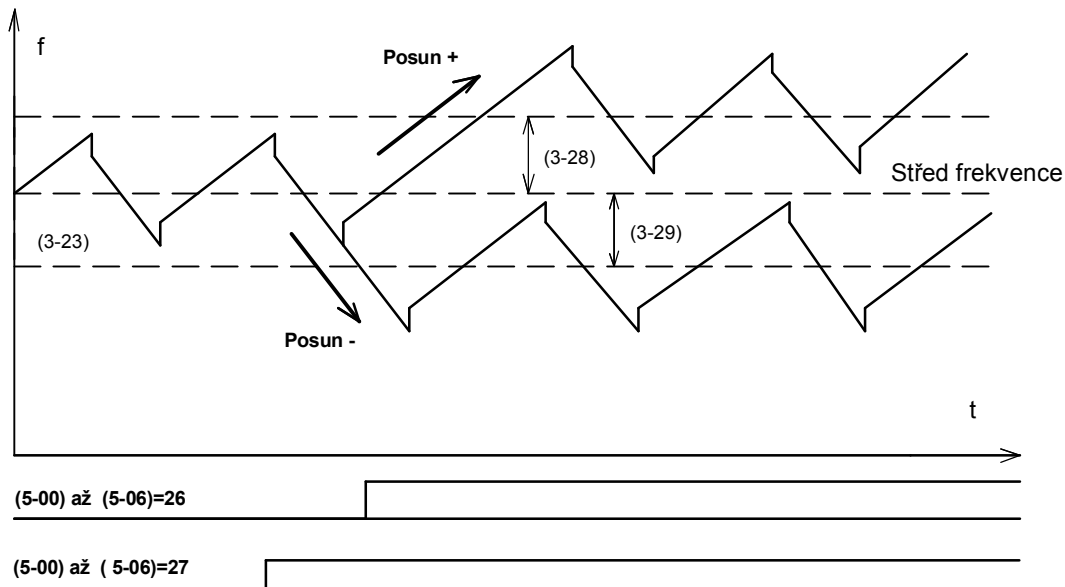 f
Posun +
(3-28)
Střed frekvence
(3-23)
(3-29)
Posun -
t
(5-00) až (5-06)=26
(5-00) až ( 5-06)=27